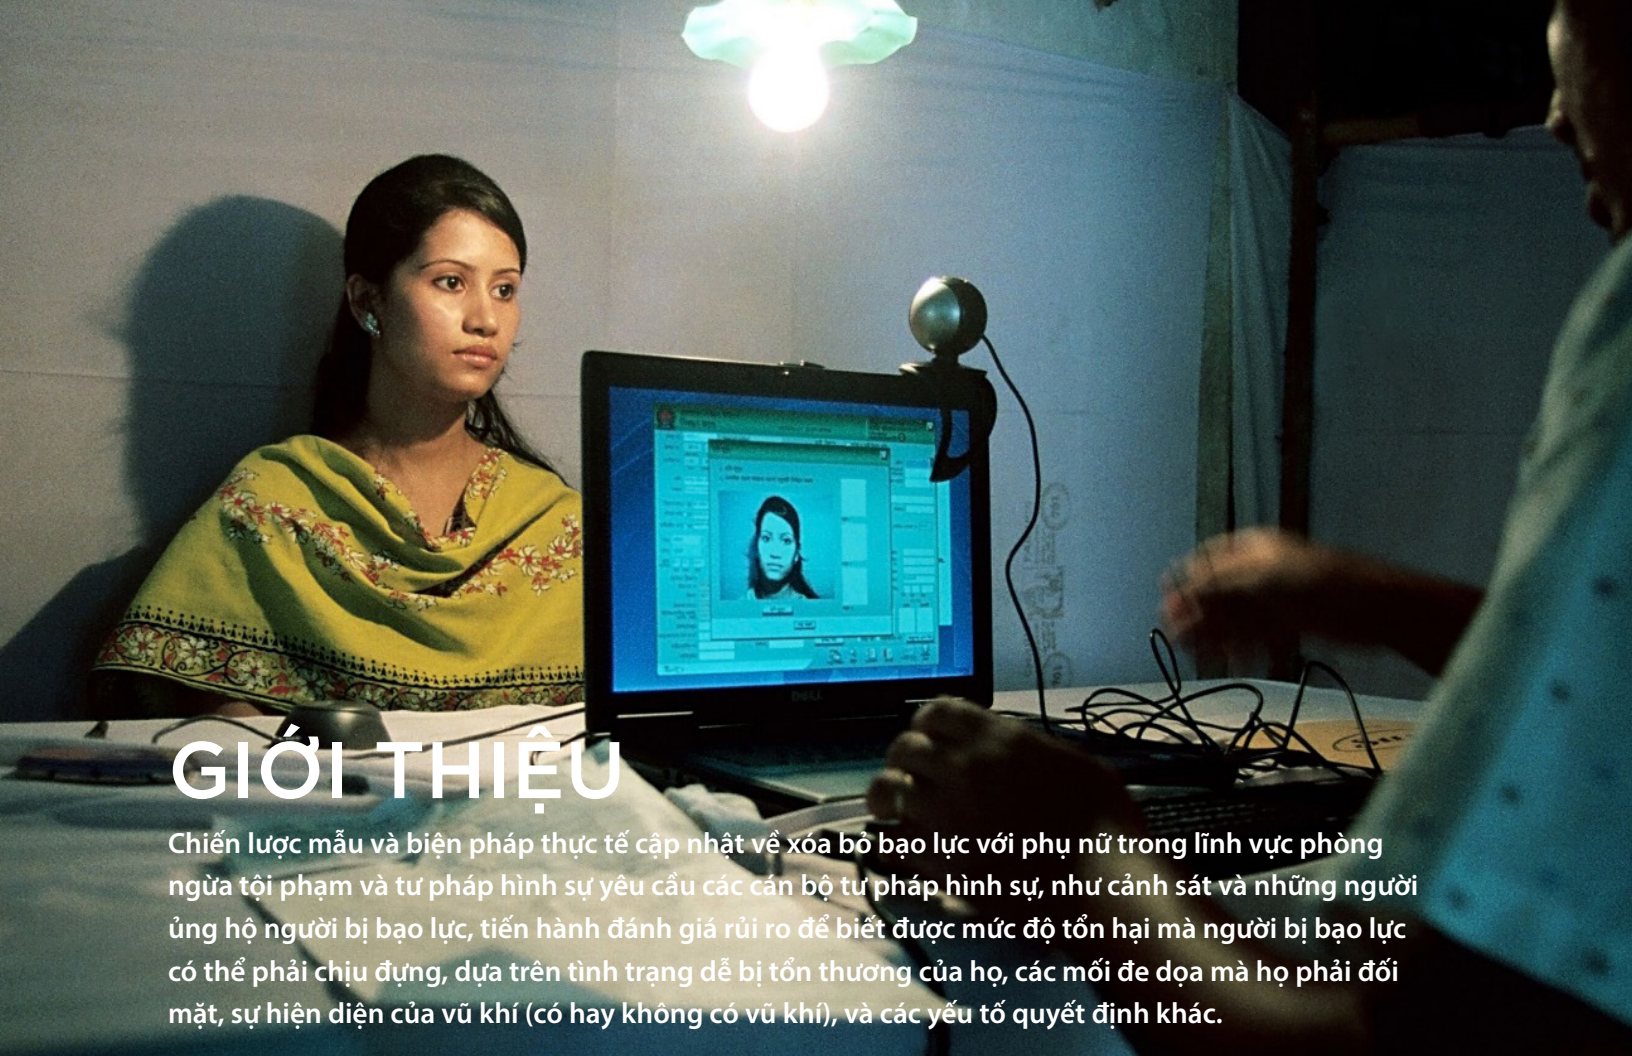 GIỚI THIỆU
Chiến lược mẫu và biện pháp thực tế cập nhật về xóa bỏ bạo lực với phụ nữ trong lĩnh vực phòng
ngừa tội phạm và tư pháp hình sự yêu cầu các cán bộ tư pháp hình sự, như cảnh sát và những người
ủng hộ người bị bạo lực, tiến hành đánh giá rủi ro để biết được mức độ tổn hại mà người bị bạo lực
có thể phải chịu đựng, dựa trên tình trạng dễ bị tổn thương của họ, các mối đe dọa mà họ phải đối
mặt, sự hiện diện của vũ khí (có hay không có vũ khí), và các yếu tố quyết định khác.
DELL